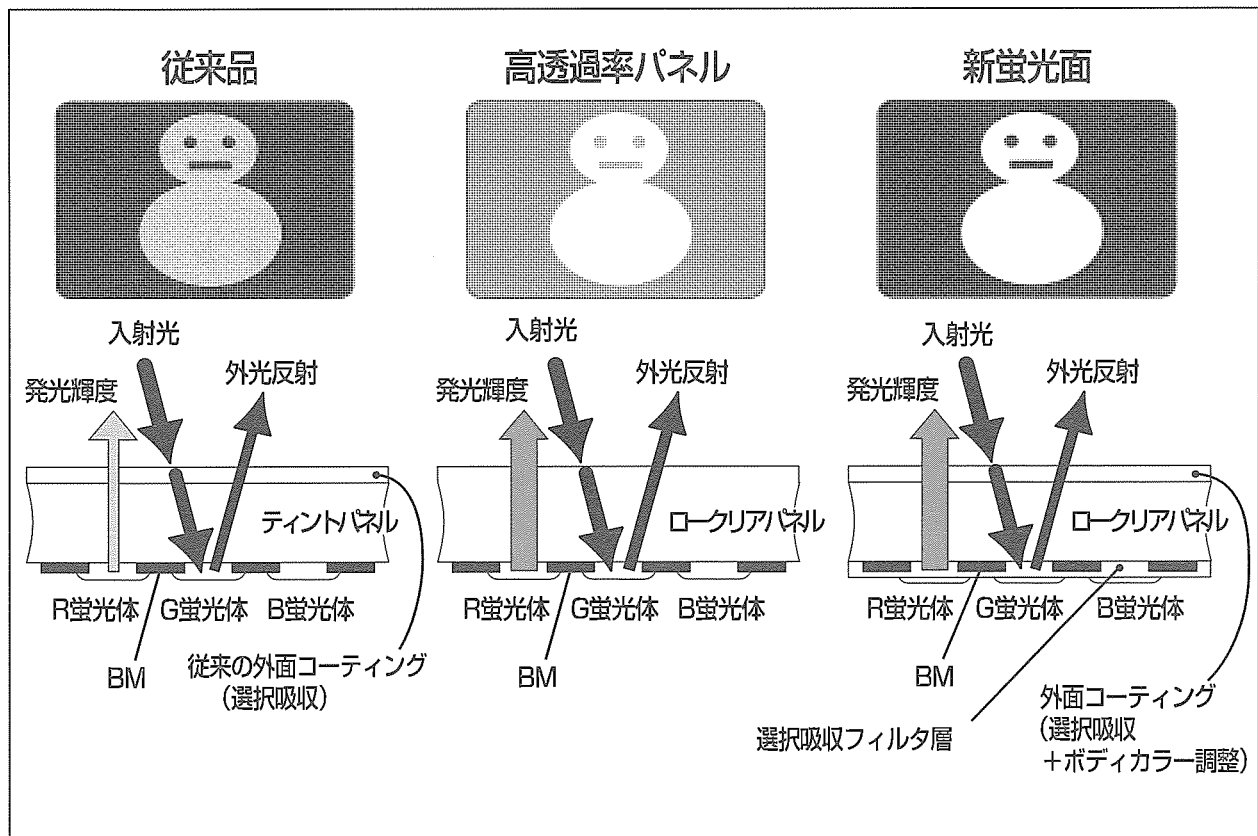 従来品
高透過率パネル
新蛍光面
入射光
発光輝度
外光反射
ティントパネル
R蛍光体
G蛍光体
B蛍光体
BM
従来の外面コーティング
(選択吸収)
入射光
発光輝度
外光反射
ロークリアパネル
R蛍光体
G蛍光体
B蛍光体
BM
入射光
発光輝度
外光反射
ロークリアパネル
R蛍光体
G蛍光体
B蛍光体
BM
選択吸収フィルタ層
外面コーティング
(選択吸収
+ボディカラー調整)